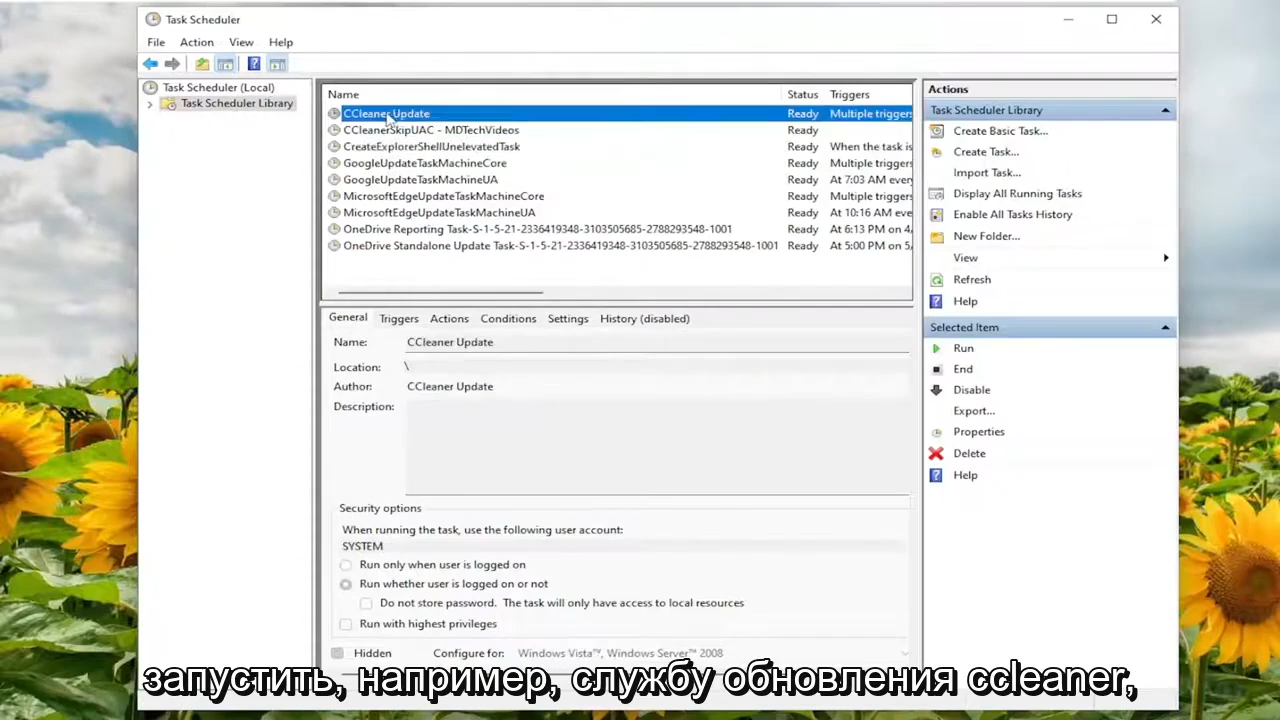 Task Scheduler
File Action View Help
Task Scheduler (Local)
Task Scheduler Library
Name Status Triggers
CCleaner Update Ready Multiple triggers
CCleanerSkipUAC - MDTechVideos Ready
CreateExplorerShellUnelevatedTask Ready When the task is
GoogleUpdateTaskMachineCore Ready Multiple triggers
GoogleUpdateTaskMachineUA Ready At 7:03 AM every
MicrosoftEdgeUpdateTaskMachineCore Ready Multiple triggers
MicrosoftEdgeUpdateTaskMachineUA Ready At 10:16 AM eve
OneDrive Reporting Task-S-1-5-21-2336419348-3103505685-2788293548-1001 Ready At 6:13 PM on 4/
OneDrive Standalone Update Task-S-1-5-21-2336419348-3103505685-2788293548-1001 Ready At 5:00 PM on 5/
General Triggers Actions Conditions Settings History (disabled)
Name: CCleaner Update
Location: \
Author: CCleaner Update
Description:
Security options
When running the task, use the following user account:
SYSTEM
Run only when user is logged on
Run whether user is logged on or not
Do not store password. The task will only have access to local resources
Run with highest privileges
Hidden Configure for: Windows Vista™, Windows Server™ 2008
Actions
Task Scheduler Library
Create Basic Task...
Create Task...
Import Task...
Display All Running Tasks
Enable All Tasks History
New Folder...
View
Refresh
Help
Selected Item
Run
End
Disable
Export...
Properties
Delete
Help
запустить, например, службу обновления ccleaner,